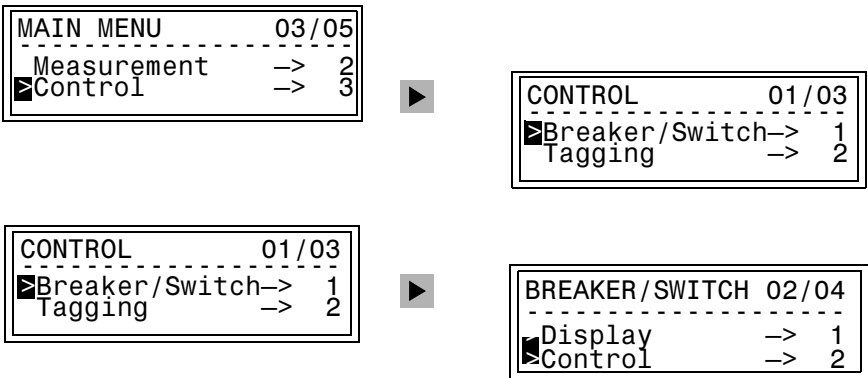 MAIN MENU 03/05
---------------------
Measurement —> 2
>Control —> 3
CONTROL 01/03
---------------------
>Breaker/Switch—> 1
Tagging —> 2
CONTROL 01/03
---------------------
>Breaker/Switch—> 1
Tagging —> 2
BREAKER/SWITCH 02/04
---------------------
Display —> 1
>Control —> 2